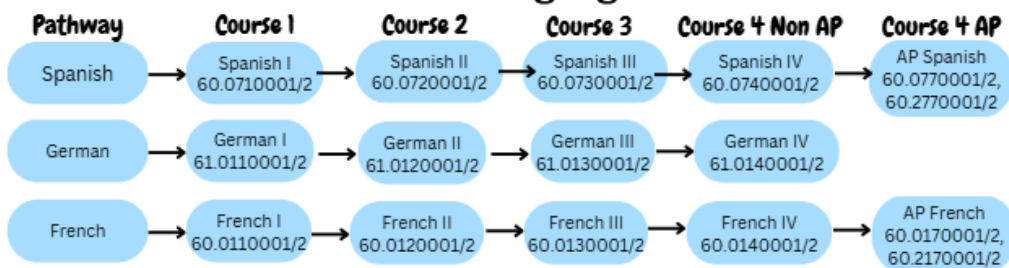 Pathway Course 1 Course 2 Course 3 Course 4 Non AP Course 4 AP
Spanish
Spanish I
60.0710001/2
Spanish II
60.0720001/2
Spanish III
60.0730001/2
Spanish IV
60.0740001/2
AP Spanish
60.0770001/2,
60.2770001/2
German
German I
61.0110001/2
German II
61.0120001/2
German III
61.0130001/2
German IV
61.0140001/2
French
French I
60.0110001/2
French II
60.0120001/2
French III
60.0130001/2
French IV
60.0140001/2
AP French
60.0170001/2,
60.2170001/2